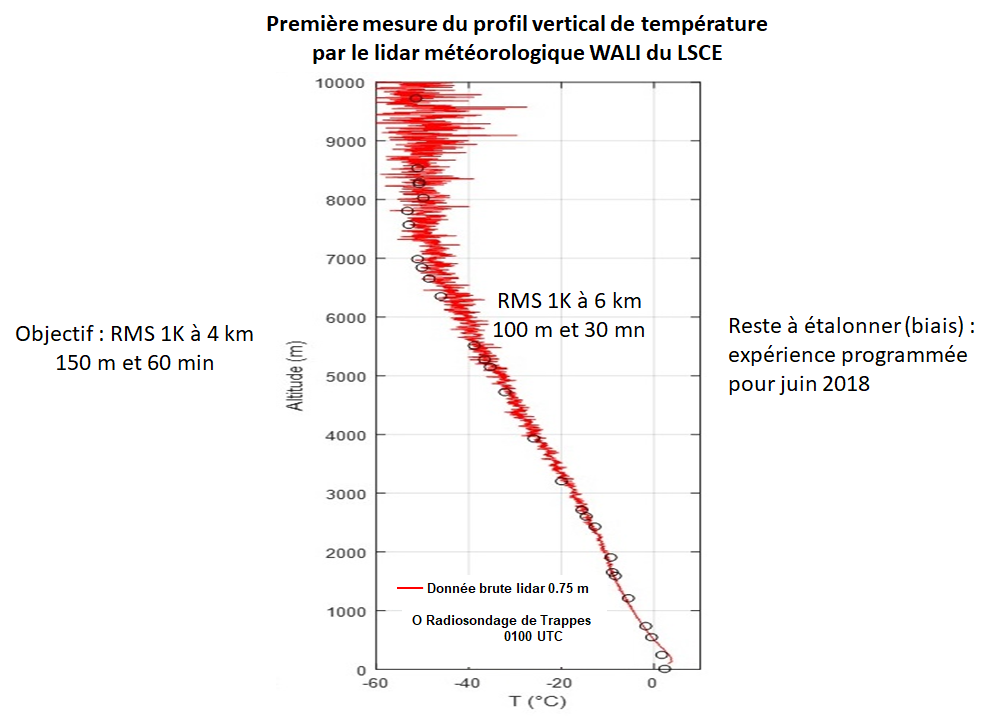 Première mesure du profil vertical de température
par le lidar météorologique WALI du LSCE
10000
9000
8000
7000
6000
5000
4000
3000
2000
1000
0
Altitude (m)
-60
-40
-20
0
T (°C)
RMS 1K à 6 km
100 m et 30 mn
Objectif : RMS 1K à 4 km
150 m et 60 min
Reste à étalonner (biais) :
expérience programmée
pour juin 2018
Donnée brute lidar 0.75 m
O Radiosondage de Trappes
0100 UTC